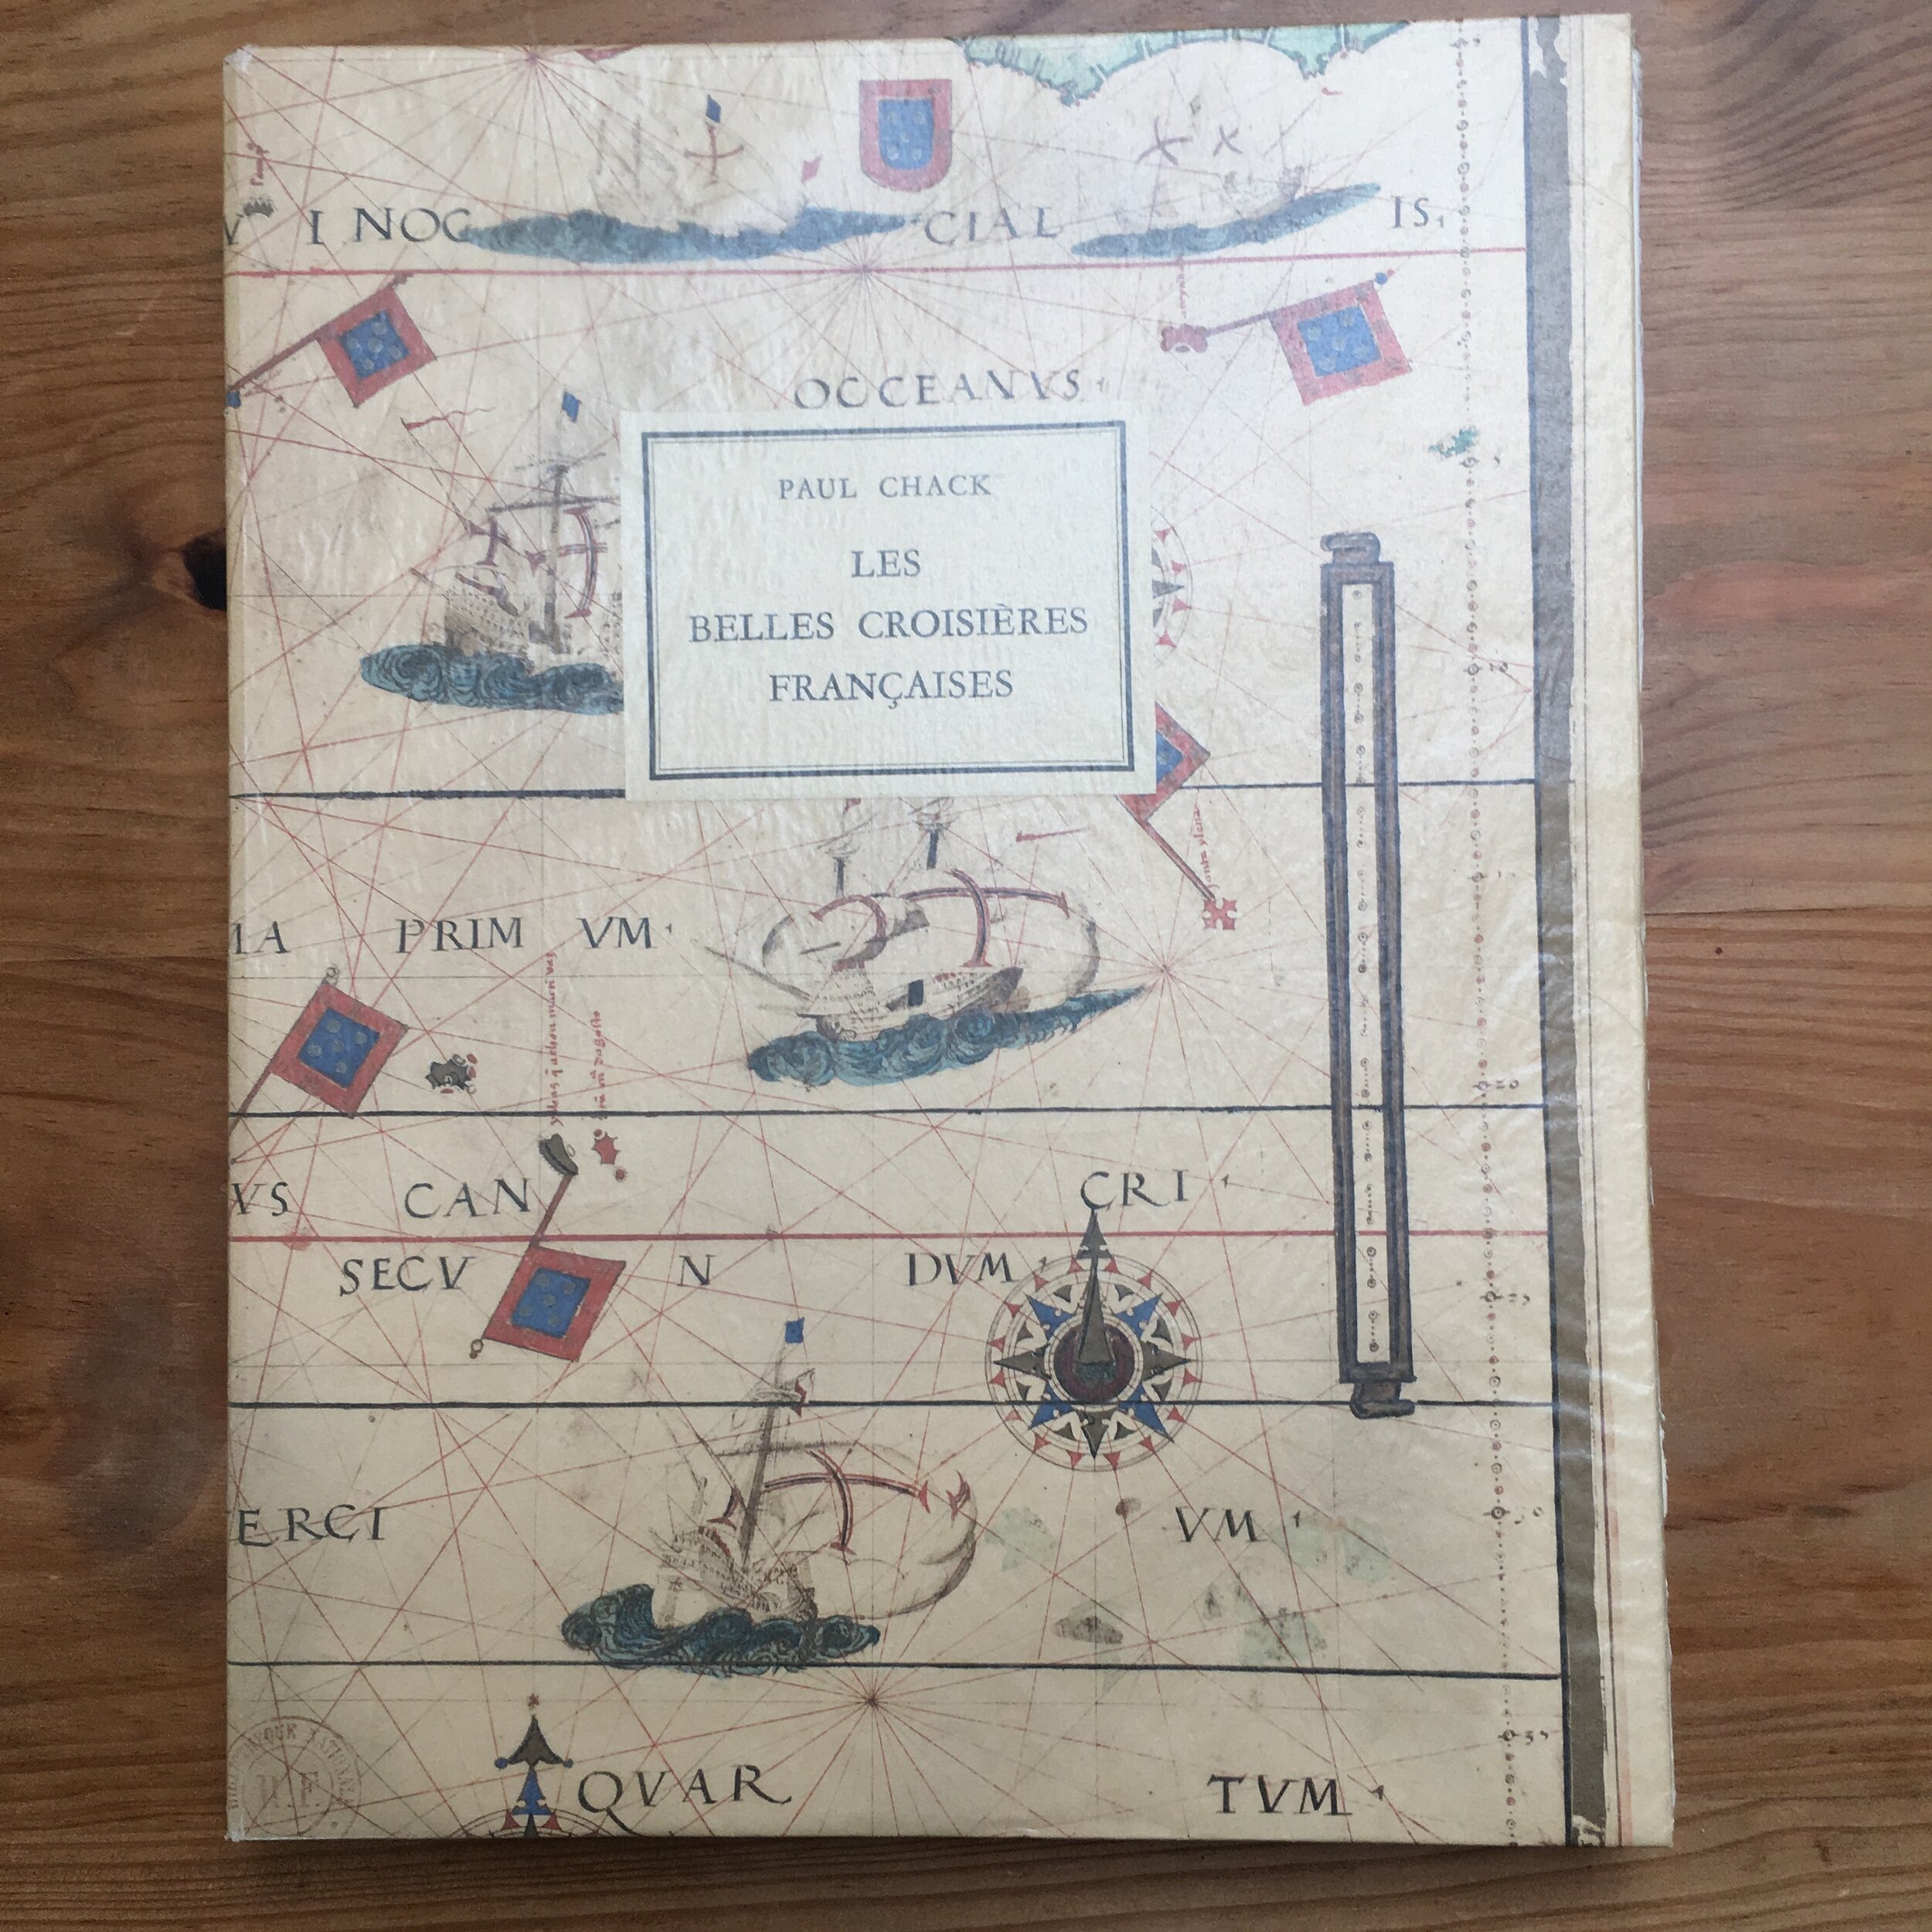 I NOC CIAL IS
OCCEANVS
PAUL CHACK
LES
BELLES CROISIÈRES
FRANÇAISES
PRIM VM
VS CAN CRI
SECV N DVM
ERCI VM
QVAR TVM
R.F.